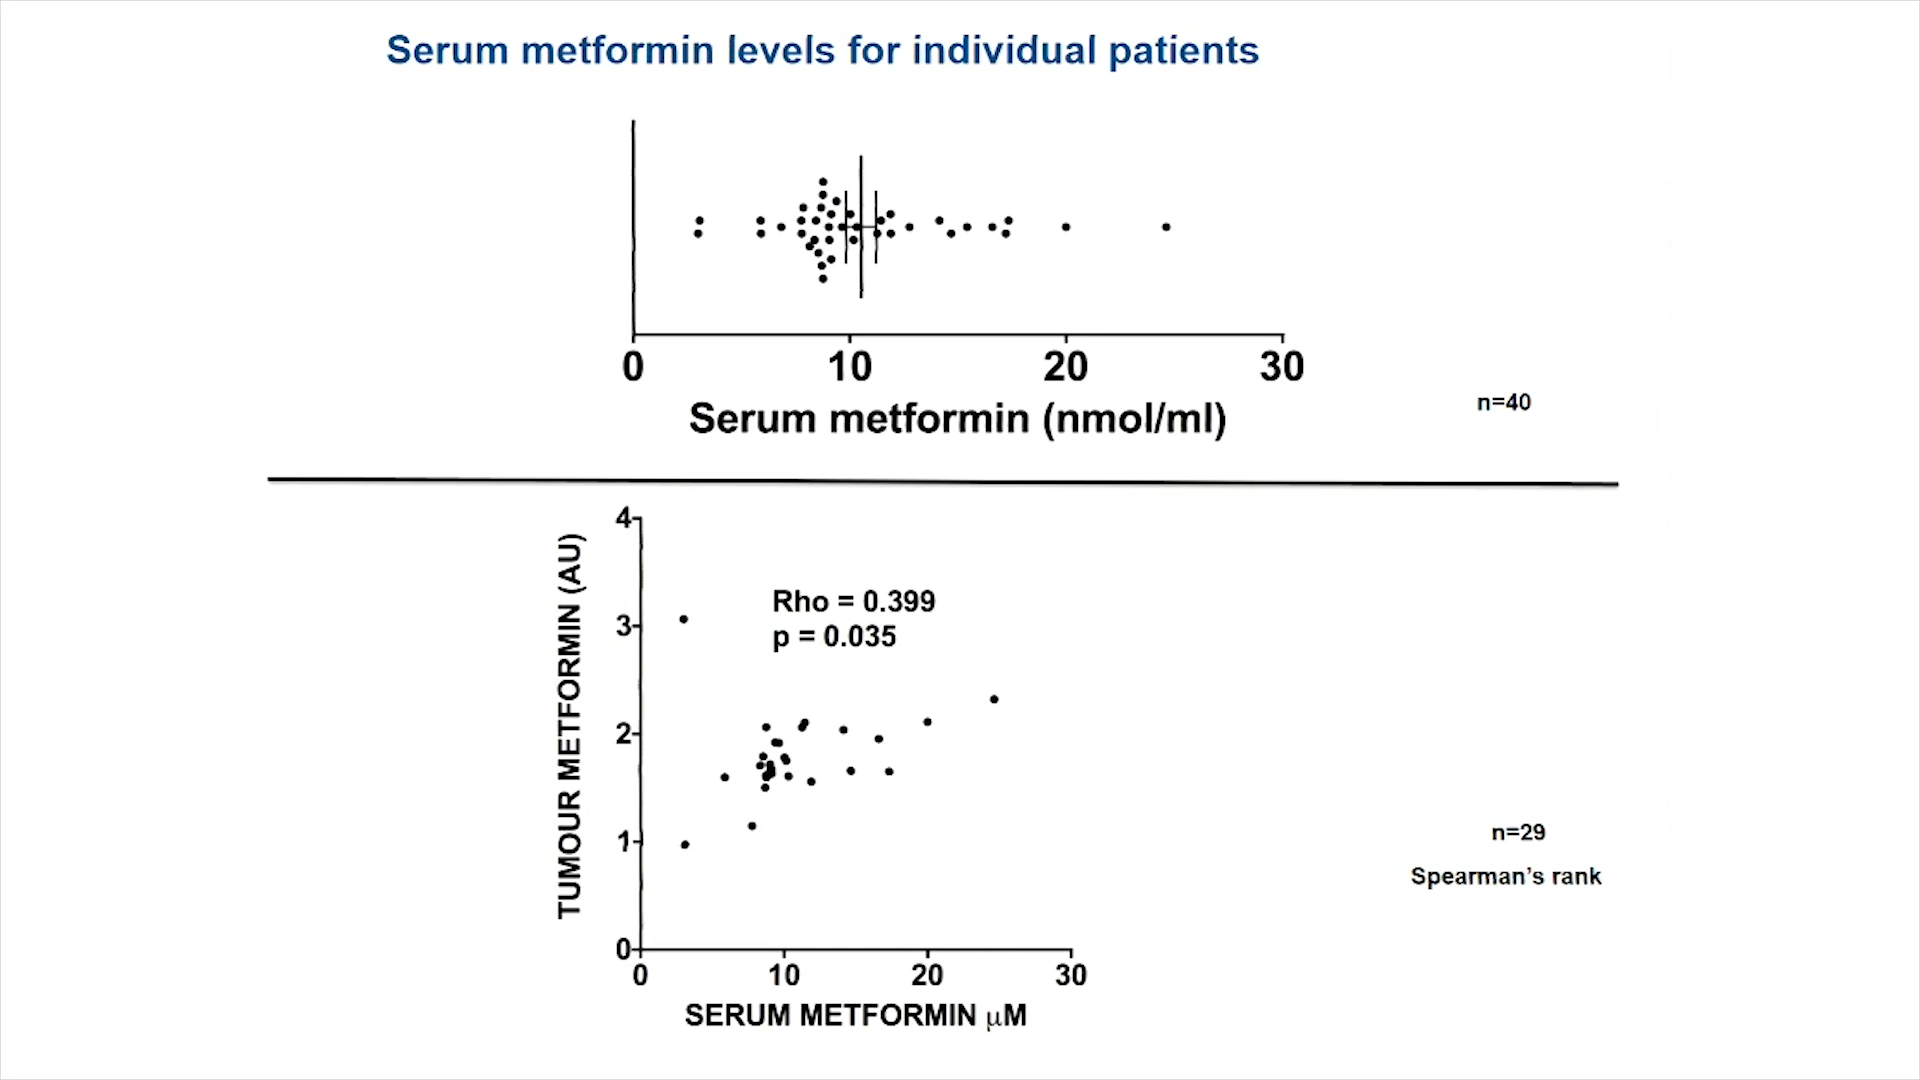 Serum metformin levels for individual patients
0 10 20 30
Serum metformin (nmol/ml)
n=40
4
3
2
1
0
TUMOUR METFORMIN (AU)
Rho = 0.399
p = 0.035
0 10 20 30
SERUM METFORMIN µM
n=29
Spearman’s rank